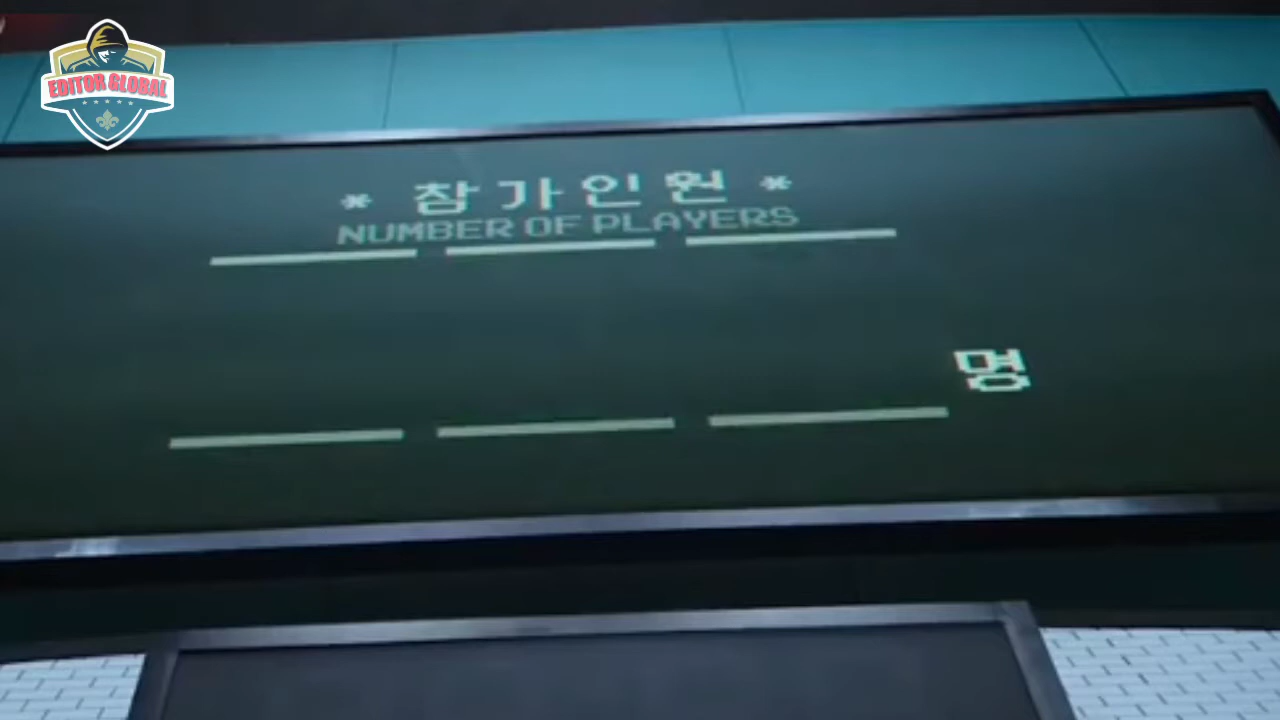 EDITOR GLOBAL
* 참가인원 *
NUMBER OF PLAYERS
명